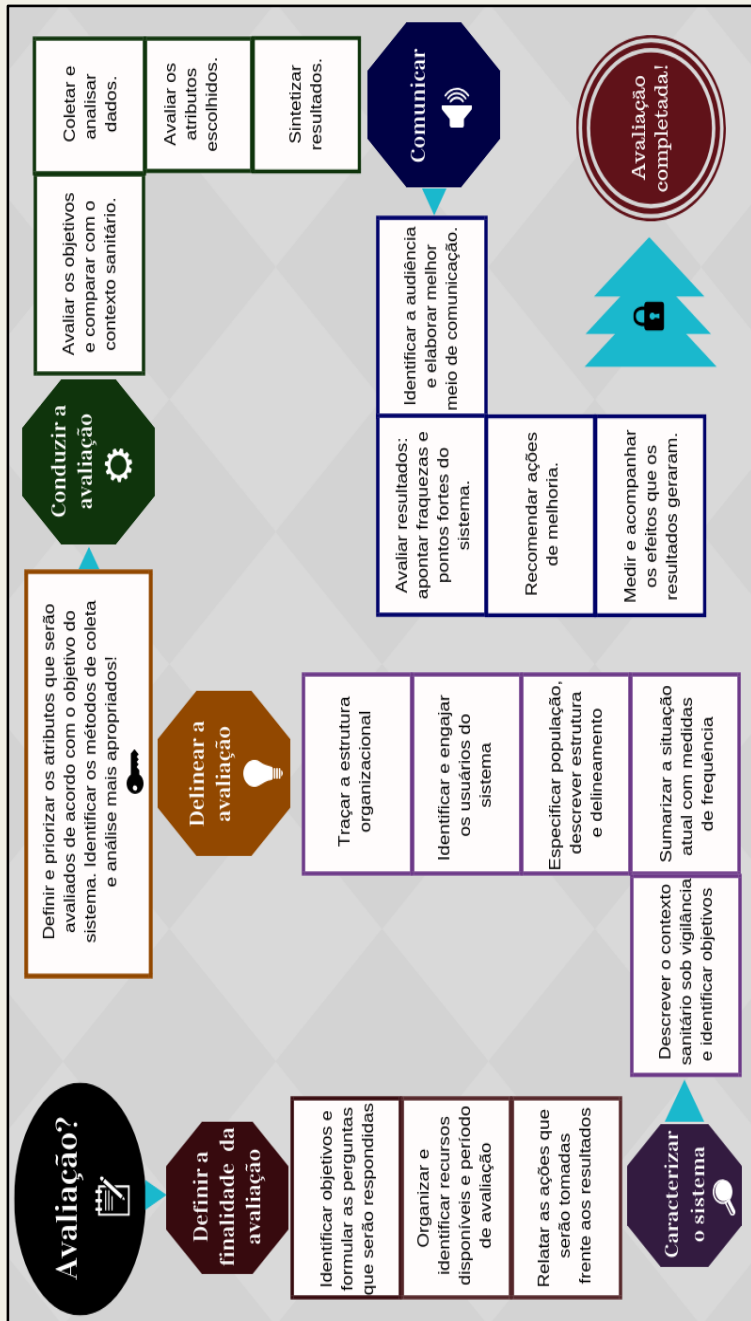 Avaliação?
Definir a
finalidade da
avaliação
Identificar objetivos e
formular as perguntas
que serão respondidas
Organizar e
identificar recursos
disponíveis e período
de avaliação
Relatar as ações que
serão tomadas
frente aos resultados
Caracterizar
o sistema
Descrever o contexto
sanitário sob vigilância
e identificar objetivos
Sumarizar a situação
atual com medidas
de frequência
Especificar população,
descrever estrutura
e delineamento
Identificar e engajar
os usuários do
sistema
Traçar a estrutura
organizacional
Delinear a
avaliação
Definir e priorizar os atributos que serão
avaliados de acordo com o objetivo do
sistema. Identificar os métodos de coleta
e análise mais apropriados!
Conduzir a
avaliação
Avaliar os objetivos
e comparar com o
contexto sanitário.
Coletar e
analisar
dados.
Avaliar os
atributos
escolhidos.
Sintetizar
resultados.
Comunicar
Identificar a audiência
e elaborar melhor
meio de comunicação.
Avaliar resultados:
apontar fraquezas e
pontos fortes do
sistema.
Recomendar ações
de melhoria.
Medir e acompanhar
os efeitos que os
resultados geraram.
Avaliação
completada!